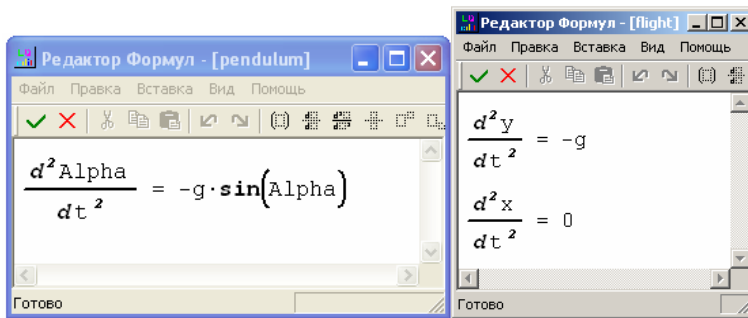 Редактор Формул - [pendulum]
Файл Правка Вставка Вид Помощь
d²Alpha
dt² = -g·sin(Alpha)
Готово
Редактор Формул - [flight]
Файл Правка Вставка Вид Помощь
d²y
dt² = -g
d²x
dt² = 0
Готово